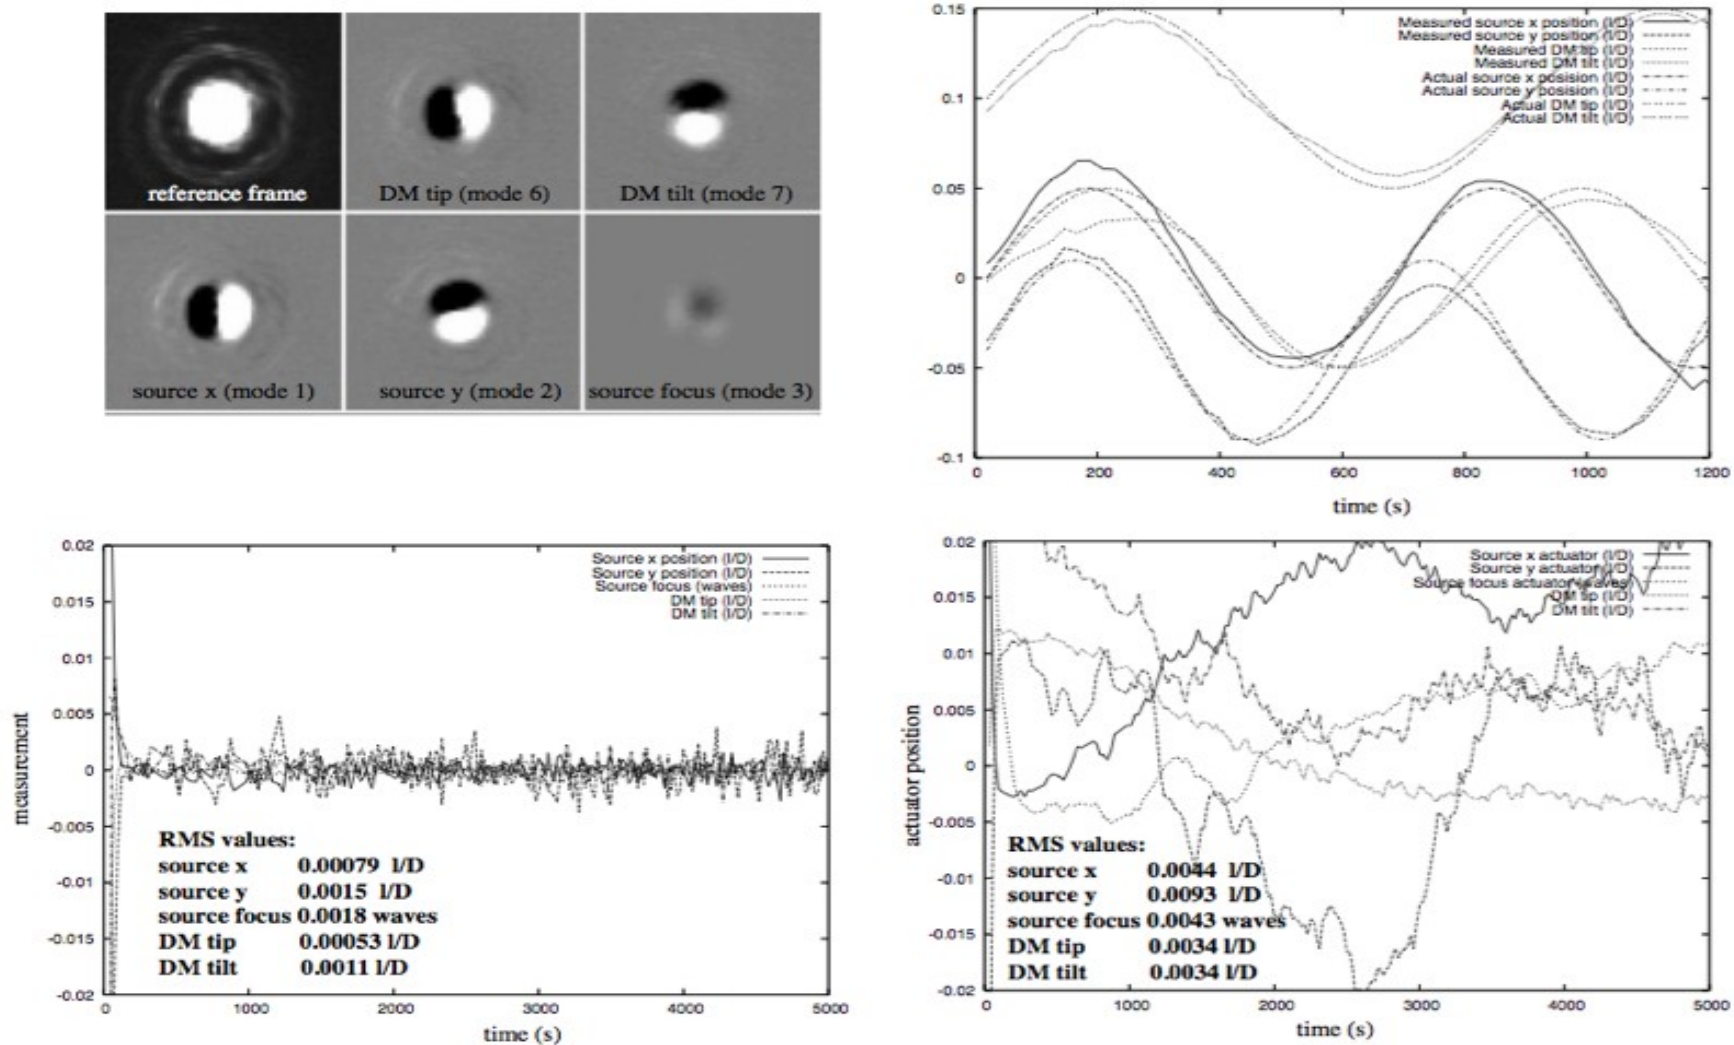 reference frame
DM tip (mode 6)
DM tilt (mode 7)
source x (mode 1)
source y (mode 2)
source focus (mode 3)
0.15
0.1
0.05
0
-0.05
-0.1
Measured source x position (l/D)
Measured source y position (l/D)
Measured DM tip (l/D)
Measured DM tilt (l/D)
Actual source x posision (l/D)
Actual source y posision (l/D)
Actual DM tip (l/D)
Actual DM tilt (l/D)
0 200 400 600 800 1000 1200
time (s)
0.02
0.015
0.01
0.005
0
-0.005
-0.01
-0.015
-0.02
measurement
Source x position (l/D)
Source y position (l/D)
Source focus (waves)
DM tip (l/D)
DM tilt (l/D)
RMS values:
source x 0.00079 l/D
source y 0.0015 l/D
source focus 0.0018 waves
DM tip 0.00053 l/D
DM tilt 0.0011 l/D
0 1000 2000 3000 4000 5000
time (s)
0.02
0.015
0.01
0.005
0
-0.005
-0.01
-0.015
-0.02
actuator position
Source x actuator (l/D)
Source y actuator (l/D)
Source focus actuator (waves)
DM tip (l/D)
DM tilt (l/D)
RMS values:
source x 0.0044 l/D
source y 0.0093 l/D
source focus 0.0043 waves
DM tip 0.0034 l/D
DM tilt 0.0034 l/D
0 1000 2000 3000 4000 5000
time (s)